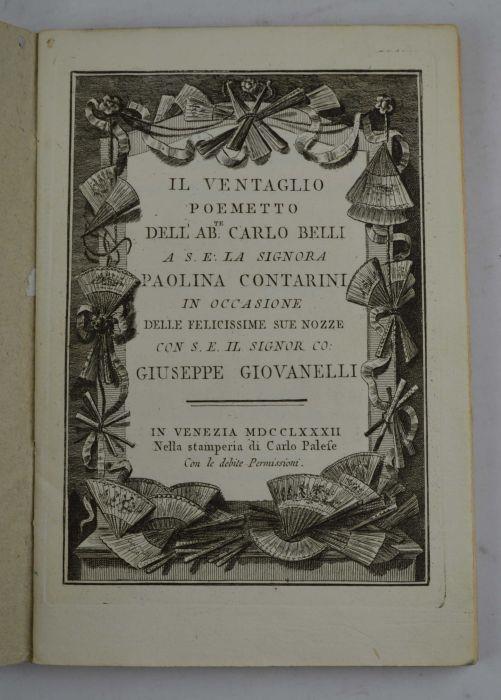 IL VENTAGLIO
POEMETTO
DELL' AB.TE CARLO BELLI
A S. E. LA SIGNORA
PAOLINA CONTARINI
IN OCCASIONE
DELLE FELICISSIME SUE NOZZE
CON S. E. IL SIGNOR CO:
GIUSEPPE GIOVANELLI
IN VENEZIA MDCCLXXXII
Nella stamperia di Carlo Paleſe
Con le debite Permissioni.